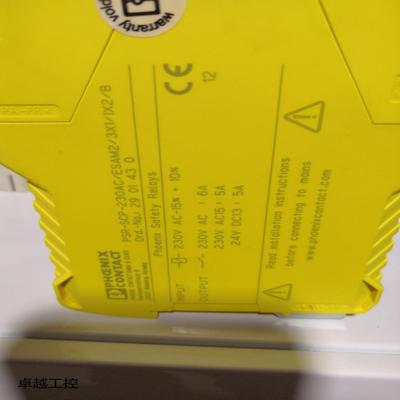 warranty void
CE
12
PHOENIX
CONTACT
PSR-SCP-230AC/ESAM2/3X1/1X2/B
Ord.-No.: 29 01 43 0
Phoenix Safety Relays
INPUT 230V AC-15% + 10%
OUTPUT 230V AC : 6A
230V AC15 : 5A
24V DC13 : 5A
Read installation instructions
before connecting to mains
www.phoenixcontact.com
卓越工控